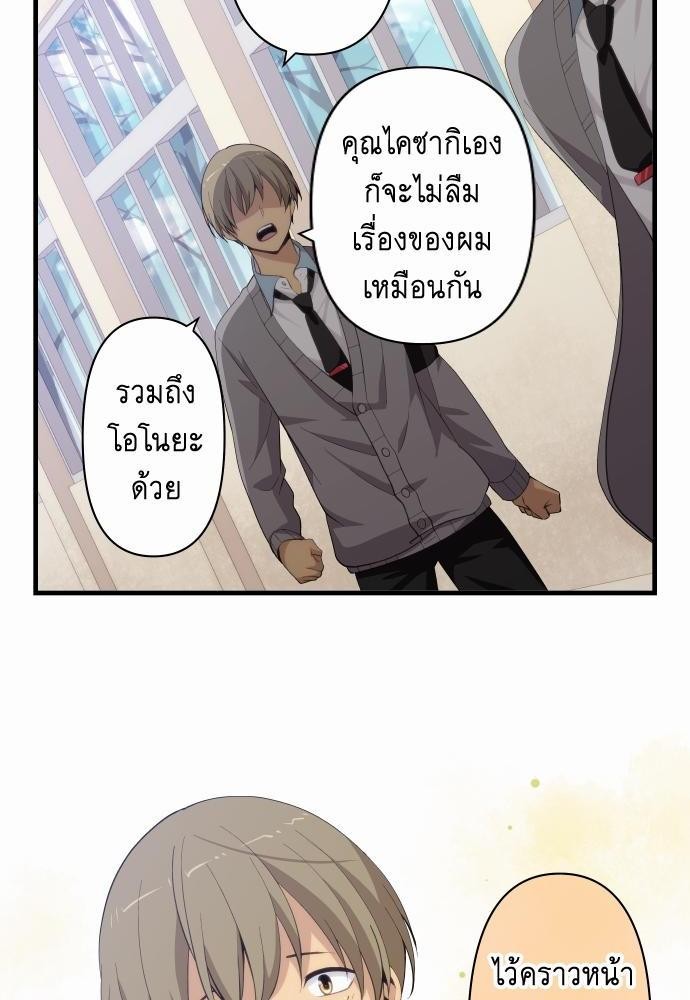 คุณไคซากิเอง
ก็จะไม่ลืม
เรื่องของผม
เหมือนกัน
รวมถึง
โอโนยะ
ด้วย
ไว้คราวหน้า